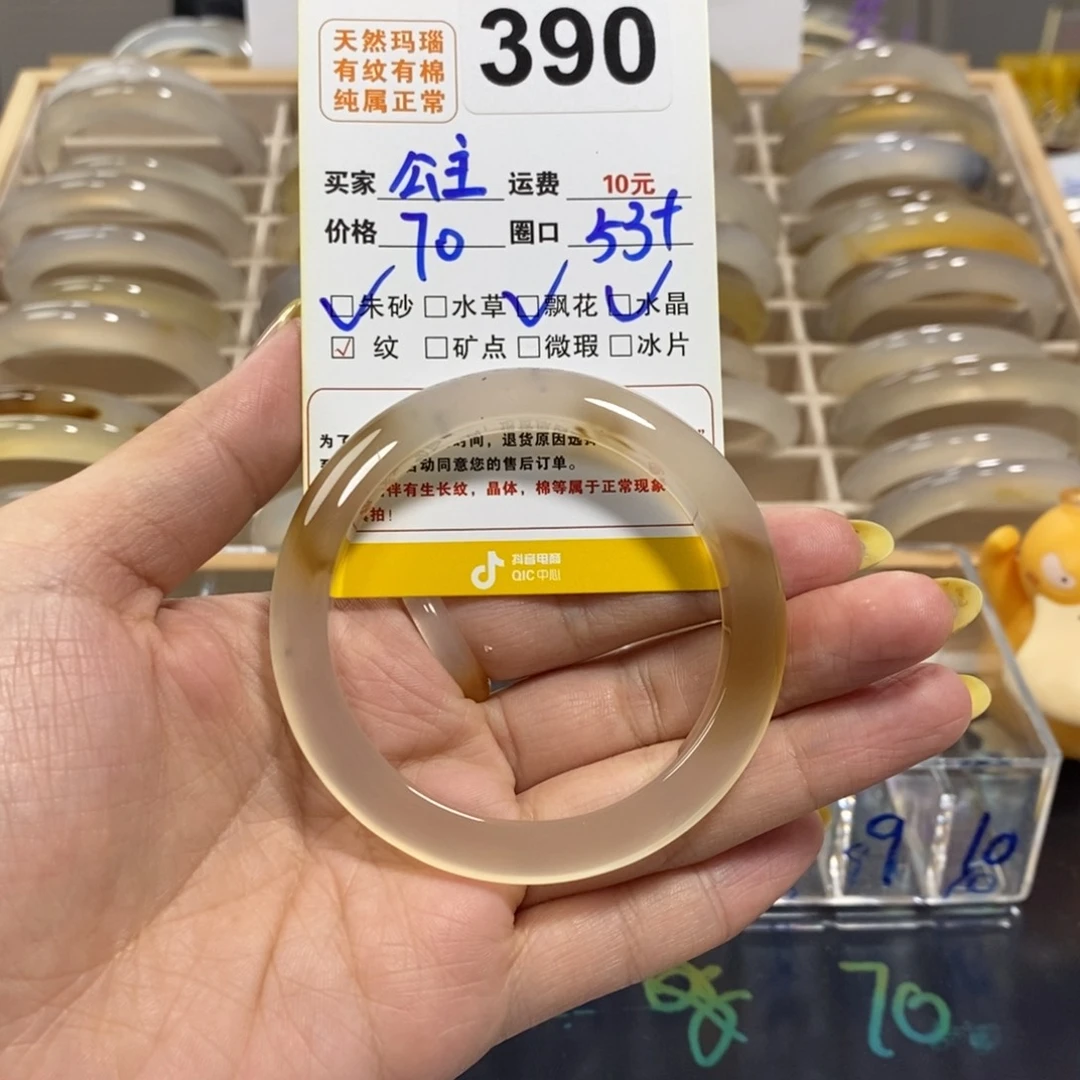 天然玛瑙
有纹有棉
纯属正常
390
买家 公主 运费 10元
价格 70 圈口 53+
☑朱砂 □水草 ☑飘花 ☑水晶
☑ 纹 □矿点 □微瑕 □冰片
为了 时间，退货原因选
动同意您的售后订单。
伴有生长纹，晶体，棉等属于正常现象
拍！
抖音电商
QIC中心
9 10
70